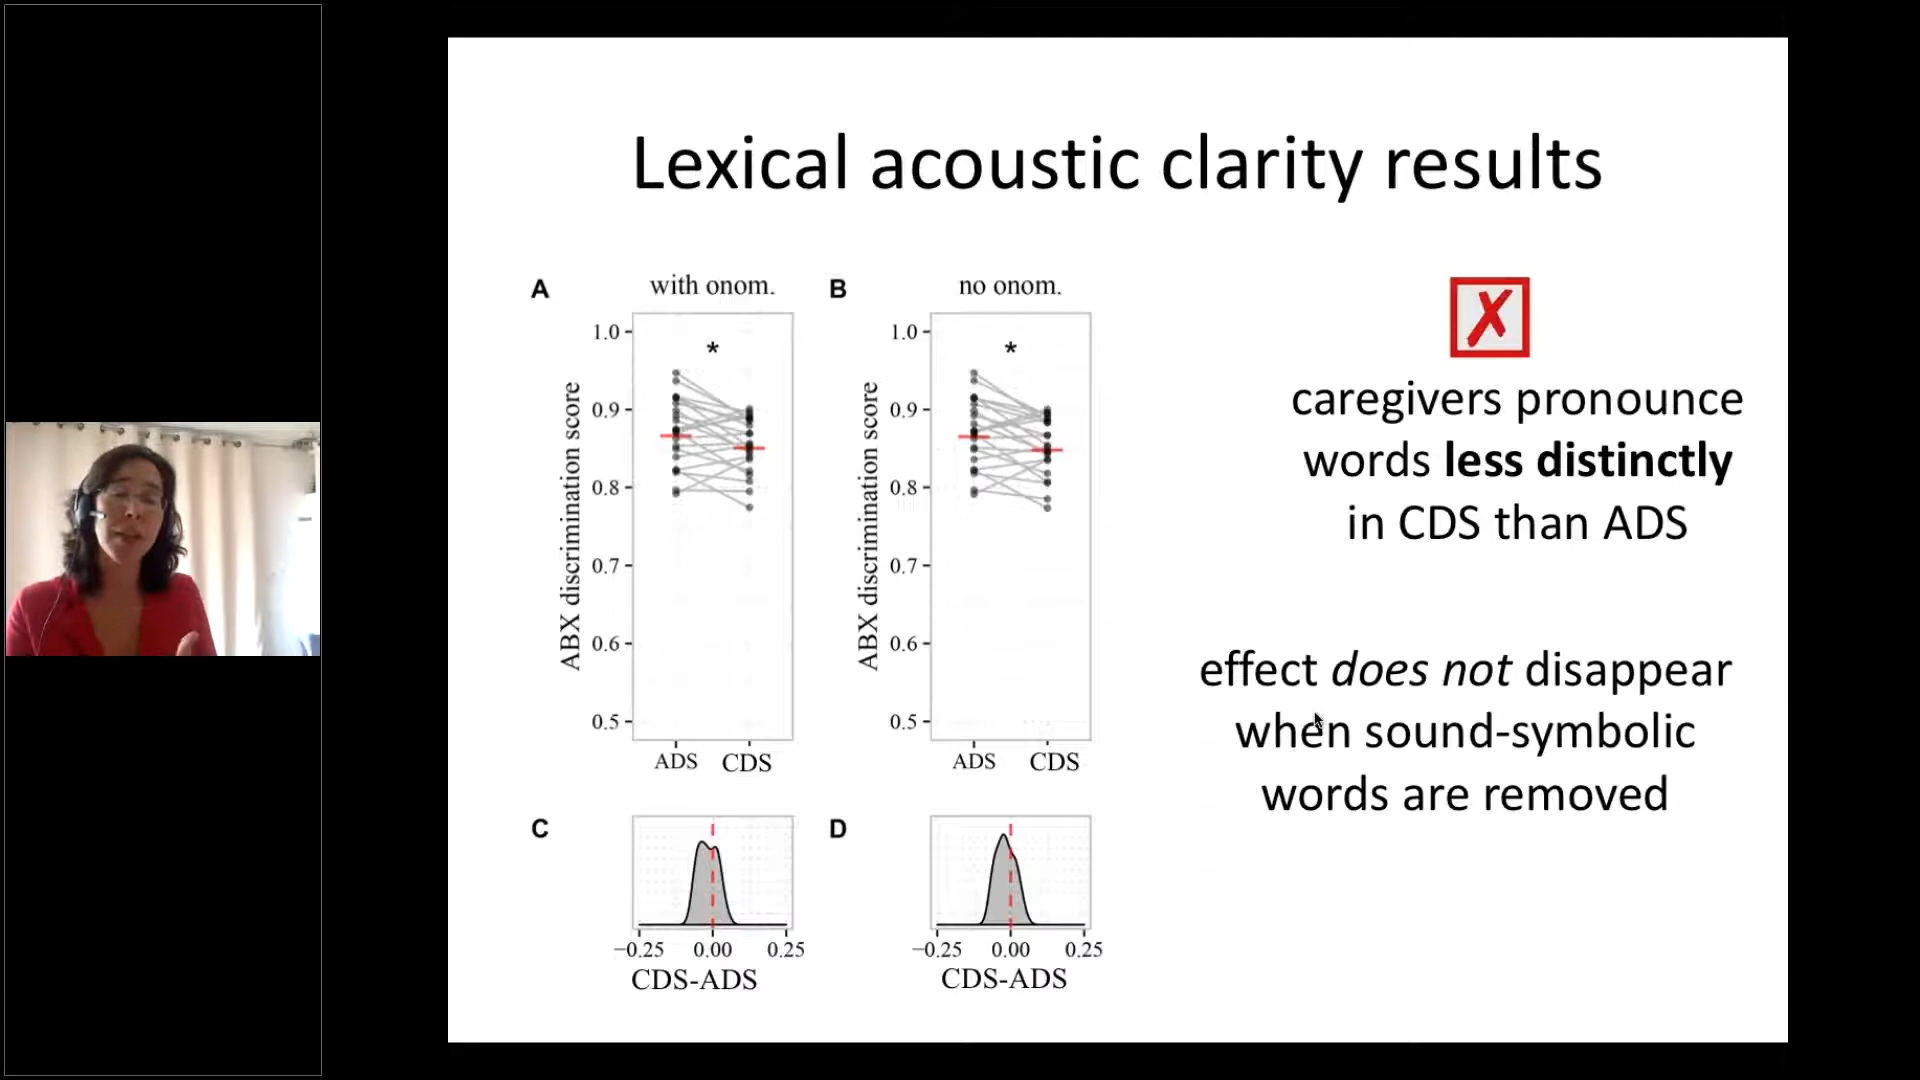 Lexical acoustic clarity results
A
with onom.
1.0
0.9
0.8
0.7
0.6
0.5
ABX discrimination score
*
ADS CDS
B
no onom.
1.0
0.9
0.8
0.7
0.6
0.5
ABX discrimination score
*
ADS CDS
C
−0.25 0.00 0.25
CDS-ADS
D
−0.25 0.00 0.25
CDS-ADS
✗
caregivers pronounce
words less distinctly
in CDS than ADS
effect does not disappear
when sound-symbolic
words are removed